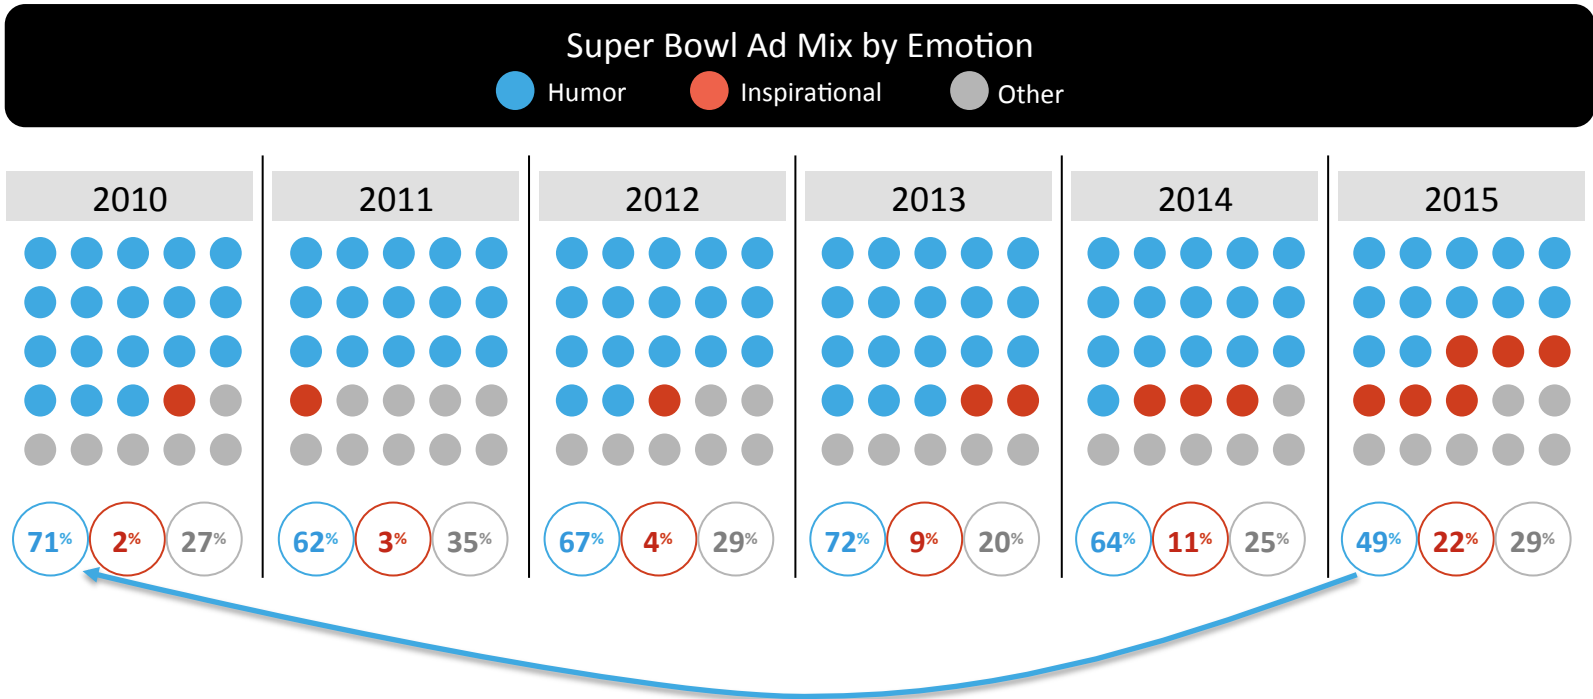 Super Bowl Ad Mix by Emotion
Humor Inspirational Other
2010 2011 2012 2013 2014 2015
71% 2% 27% 62% 3% 35% 67% 4% 29% 72% 9% 20% 64% 11% 25% 49% 22% 29%